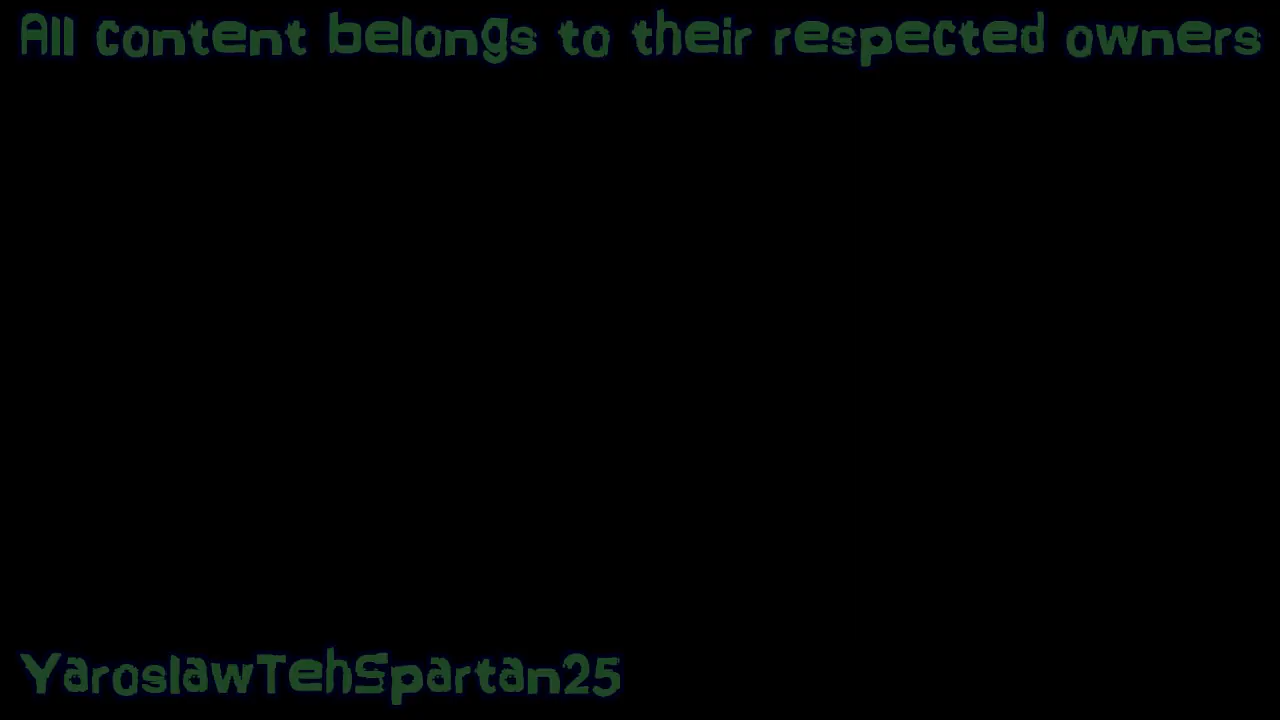 All content belongs to their respected owners
YaroslawTehSpartan25